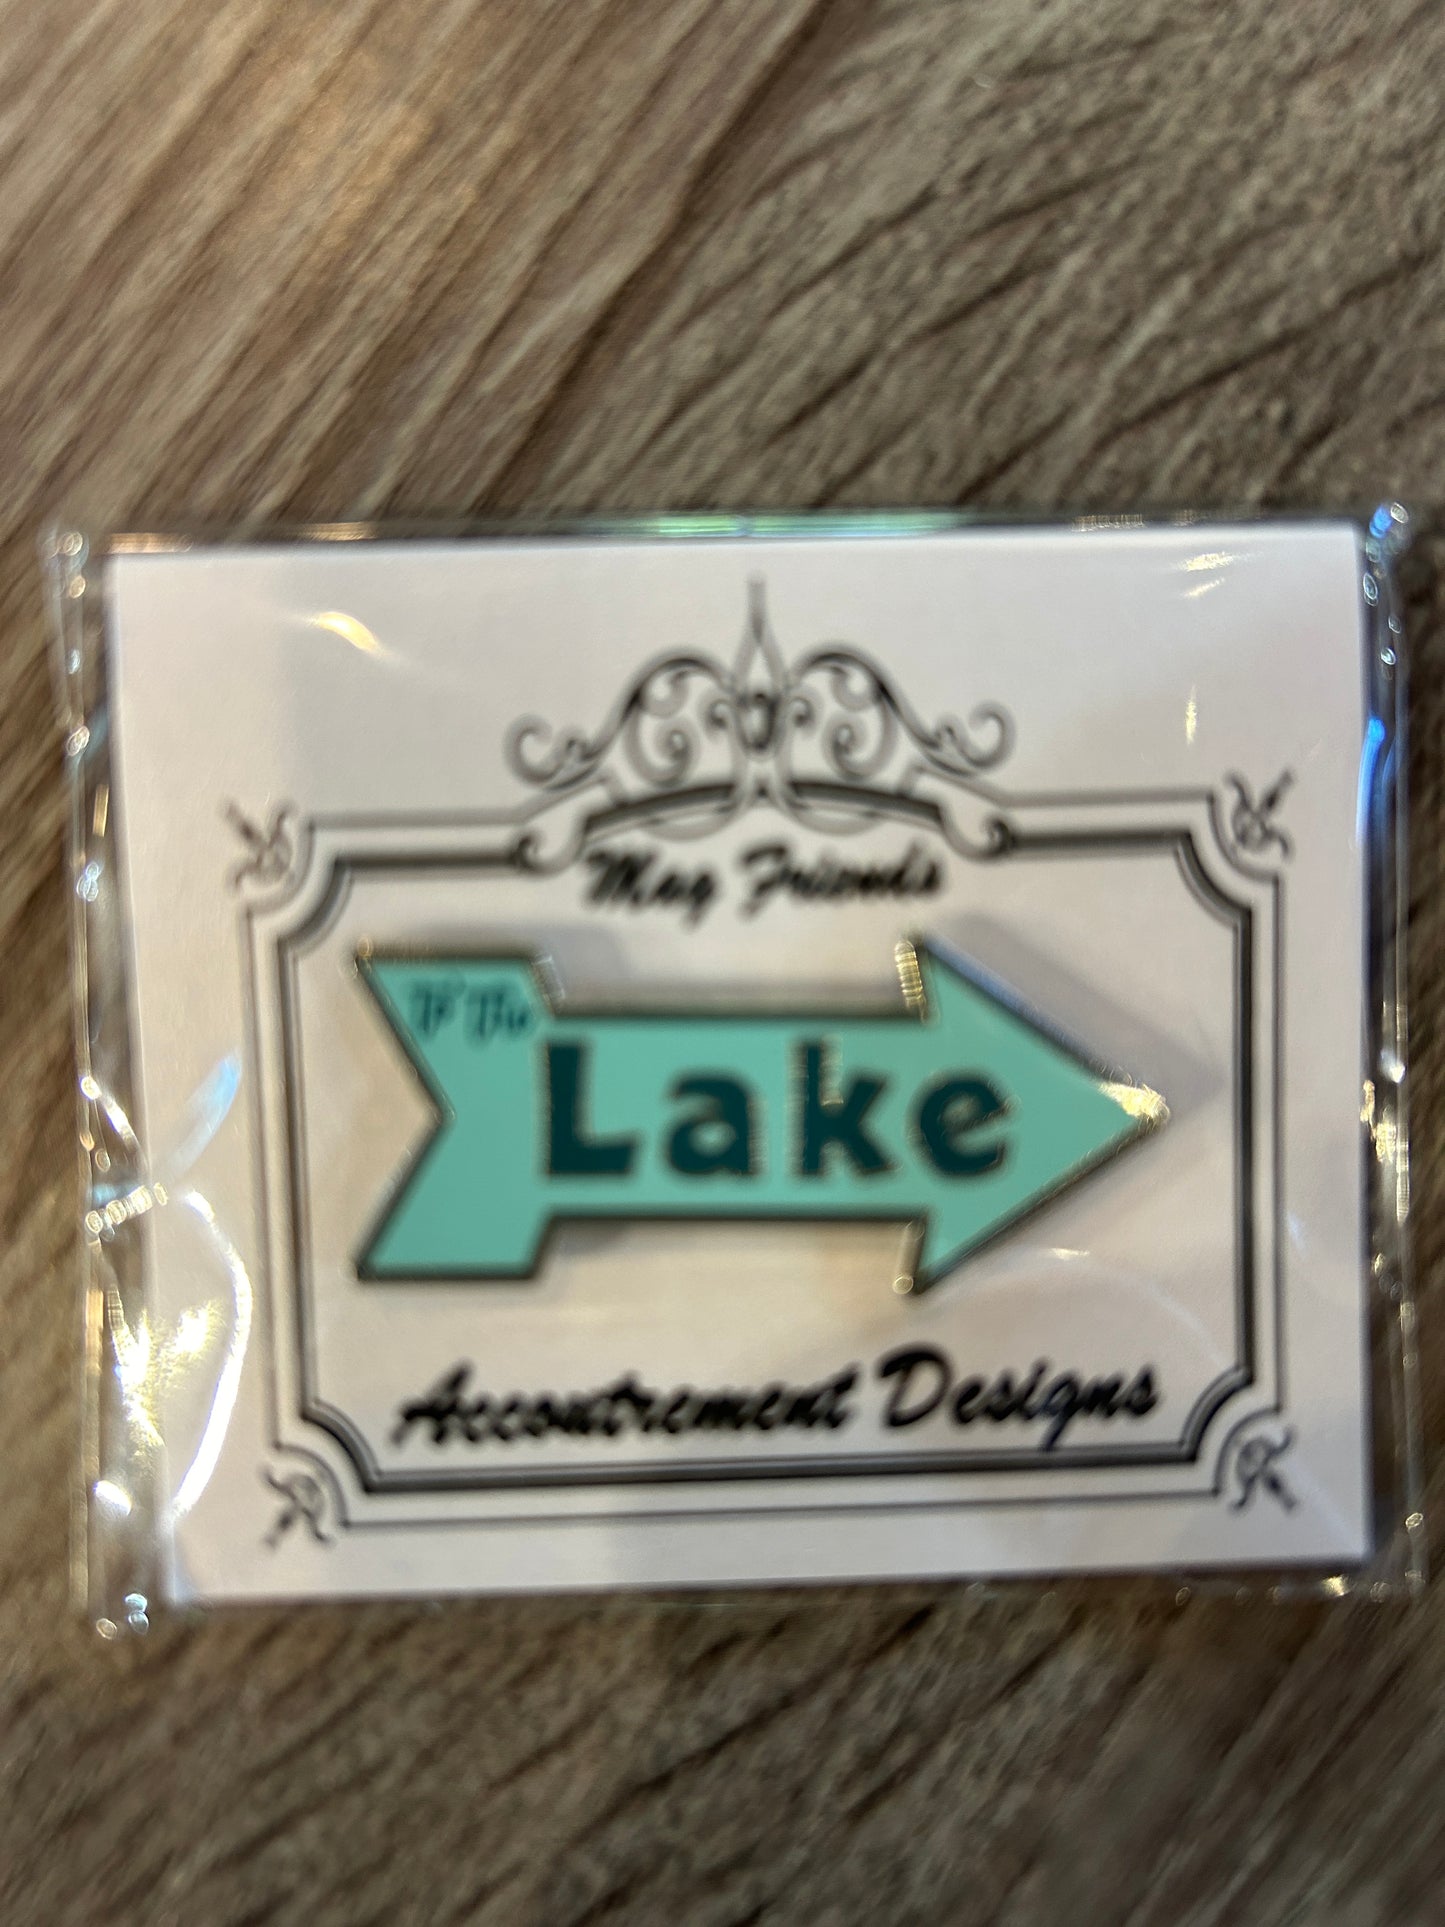 Mag Friends
To The
Lake
Accoutrement Designs